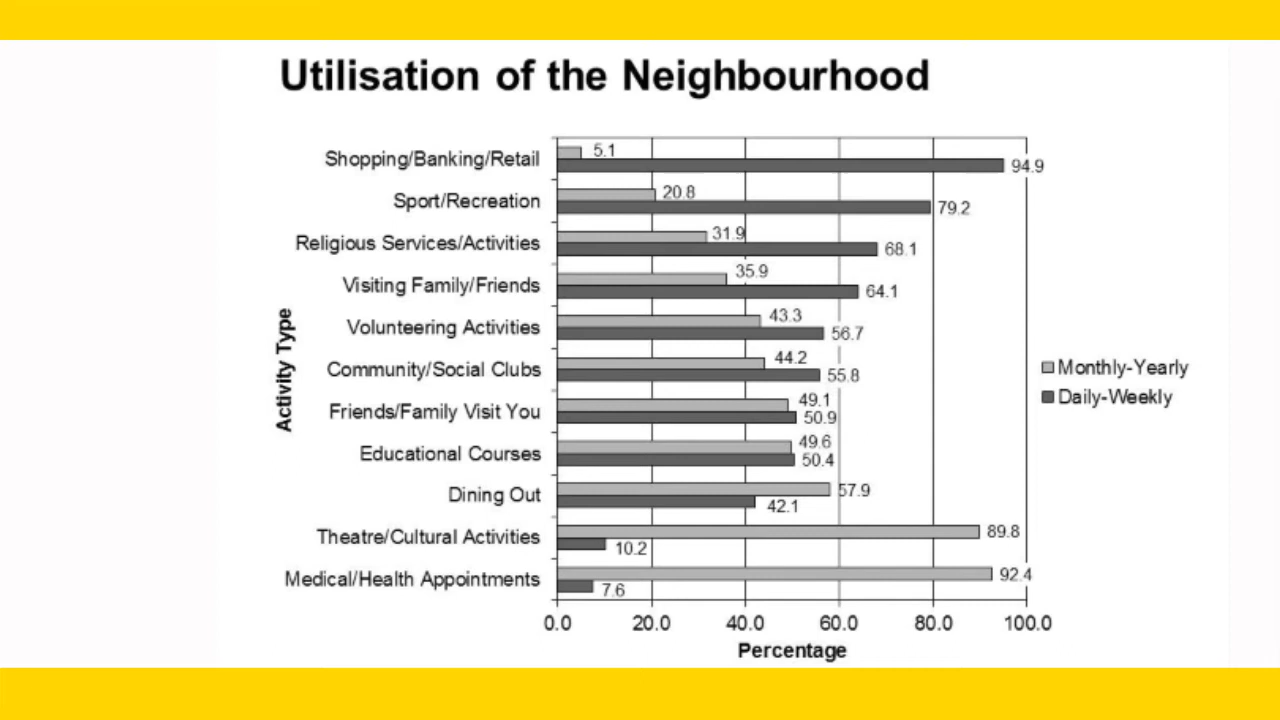 Utilisation of the Neighbourhood
Activity Type
Shopping/Banking/Retail 5.1 94.9
Sport/Recreation 20.8 79.2
Religious Services/Activities 31.9 68.1
Visiting Family/Friends 35.9 64.1
Volunteering Activities 43.3 56.7
Community/Social Clubs 44.2 55.8
Friends/Family Visit You 49.1 50.9
Educational Courses 49.6 50.4
Dining Out 57.9 42.1
Theatre/Cultural Activities 89.8 10.2
Medical/Health Appointments 92.4 7.6
0.0 20.0 40.0 60.0 80.0 100.0
Percentage
Monthly-Yearly
Daily-Weekly